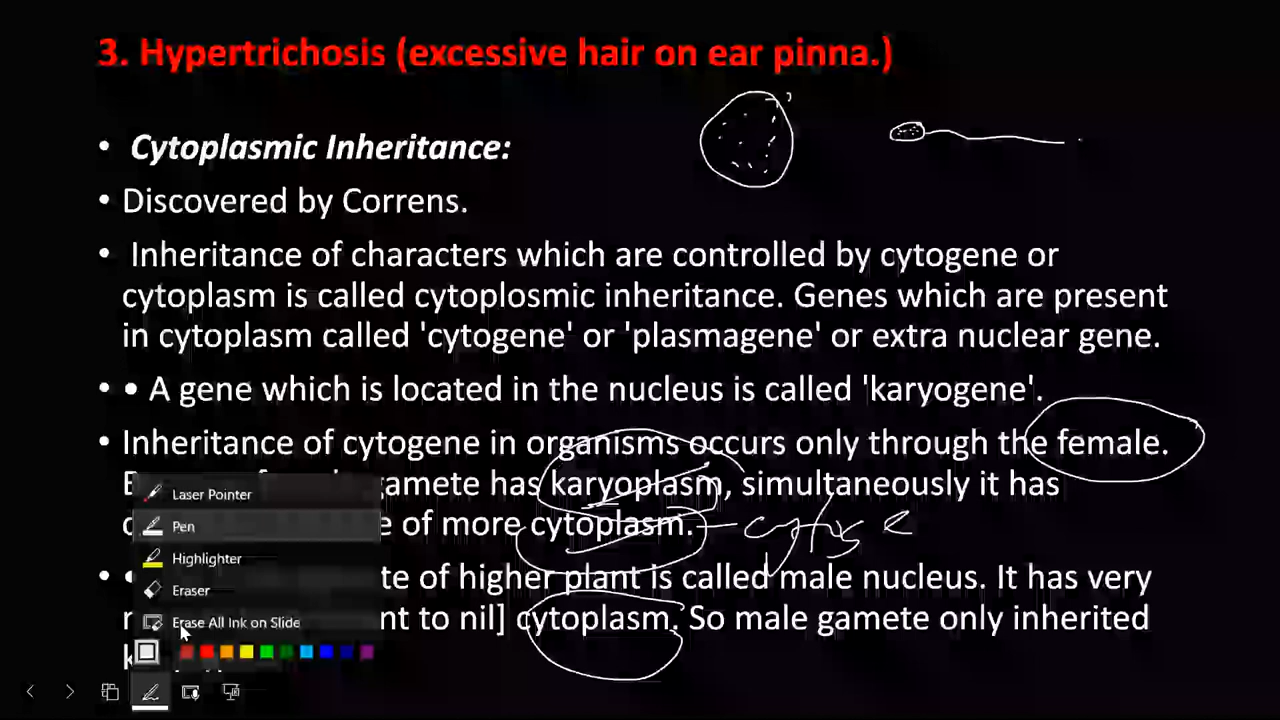 3. Hypertrichosis (excessive hair on ear pinna.)
• Cytoplasmic Inheritance:
• Discovered by Correns.
• Inheritance of characters which are controlled by cytogene or
cytoplasm is called cytoplosmic inheritance. Genes which are present
in cytoplasm called 'cytogene' or 'plasmagene' or extra nuclear gene.
• • A gene which is located in the nucleus is called 'karyogene'.
• Inheritance of cytogene in organisms occurs only through the female.
gamete has karyoplasm, simultaneously it has
e of more cytoplasm.
• • te of higher plant is called male nucleus. It has very
nt to nil] cytoplasm. So male gamete only inherited
Laser Pointer
Pen
Highlighter
Eraser
Erase All Ink on Slide